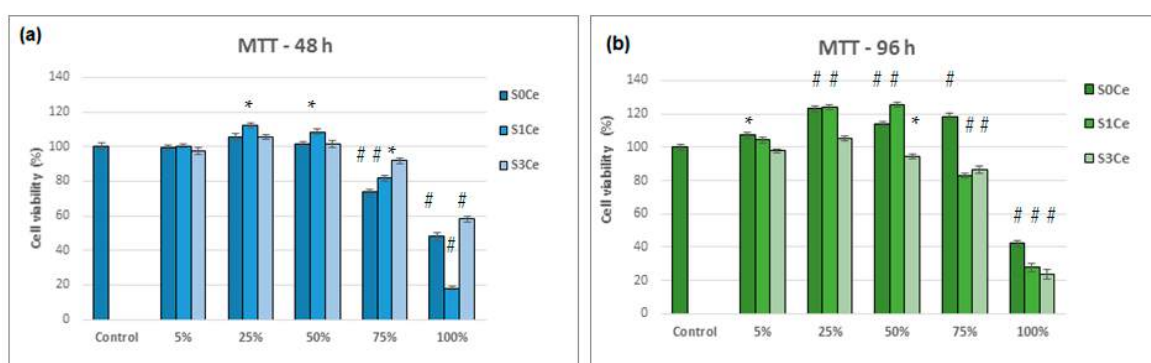 (a)
MTT - 48 h
Cell viability (%)
140
120
100
80
60
40
20
0
* *
# # *
# # #
Control 5% 25% 50% 75% 100%
S0Ce
S1Ce
S3Ce
(b)
MTT - 96 h
Cell viability (%)
140
120
100
80
60
40
20
0
# # # # #
* * # #
# # #
Control 5% 25% 50% 75% 100%
S0Ce
S1Ce
S3Ce